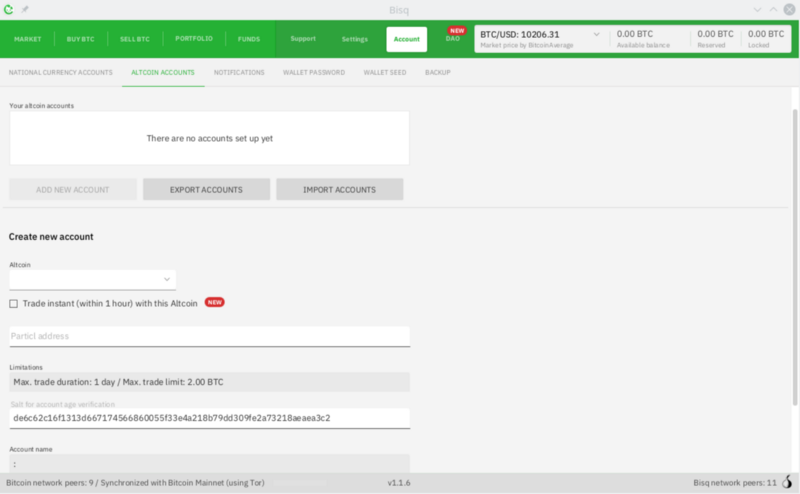 Bisq
MARKET BUY BTC SELL BTC PORTFOLIO FUNDS Support Settings Account DAO NEW
BTC/USD: 10206.31 0.00 BTC 0.00 BTC 0.00 BTC
Market price by BitcoinAverage Available balance Reserved Locked
NATIONAL CURRENCY ACCOUNTS ALTCOIN ACCOUNTS NOTIFICATIONS WALLET PASSWORD WALLET SEED BACKUP
Your altcoin accounts
There are no accounts set up yet
ADD NEW ACCOUNT EXPORT ACCOUNTS IMPORT ACCOUNTS
Create new account
Altcoin
Trade instant (within 1 hour) with this Altcoin NEW
Particl address
Limitations
Max. trade duration: 1 day / Max. trade limit: 2.00 BTC
Salt for account age verification
de6c62c16f1313d667174566860055f33e4a218b79dd309fe2a73218aeaea3c2
Account name
:
Bitcoin network peers: 9 / Synchronized with Bitcoin Mainnet (using Tor) v1.1.6 Bisq network peers: 11